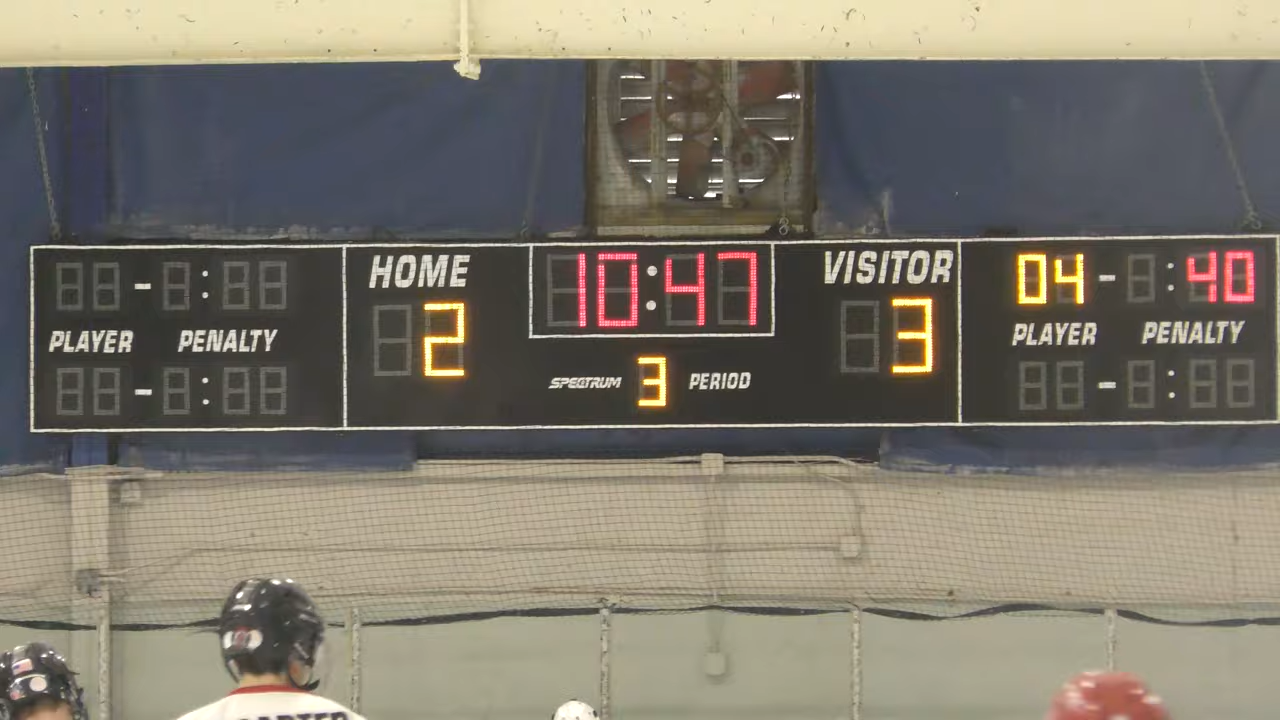 HOME 10:47 VISITOR 04 - :40
PLAYER PENALTY 2 3 PLAYER PENALTY
SPECTRUM 3 PERIOD